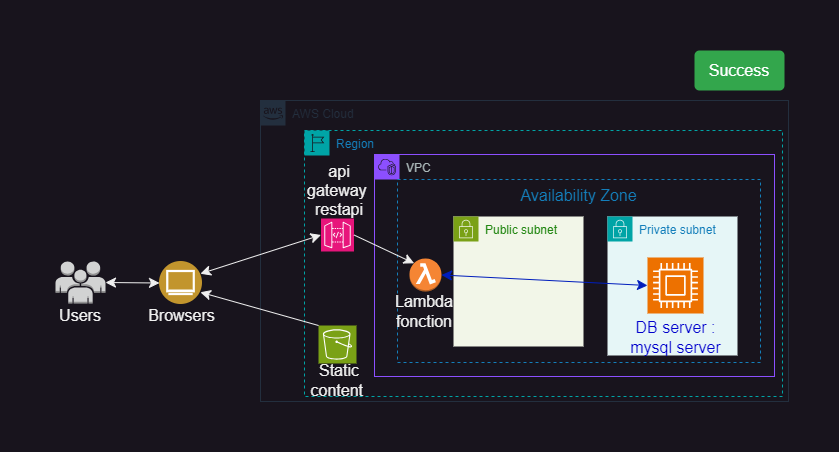 Success
aws
AWS Cloud
Region
api
gateway
restapi
VPC
Availability Zone
Public subnet
Private subnet
Users
Browsers
Lambda
fonction
DB server :
mysql server
Static
content